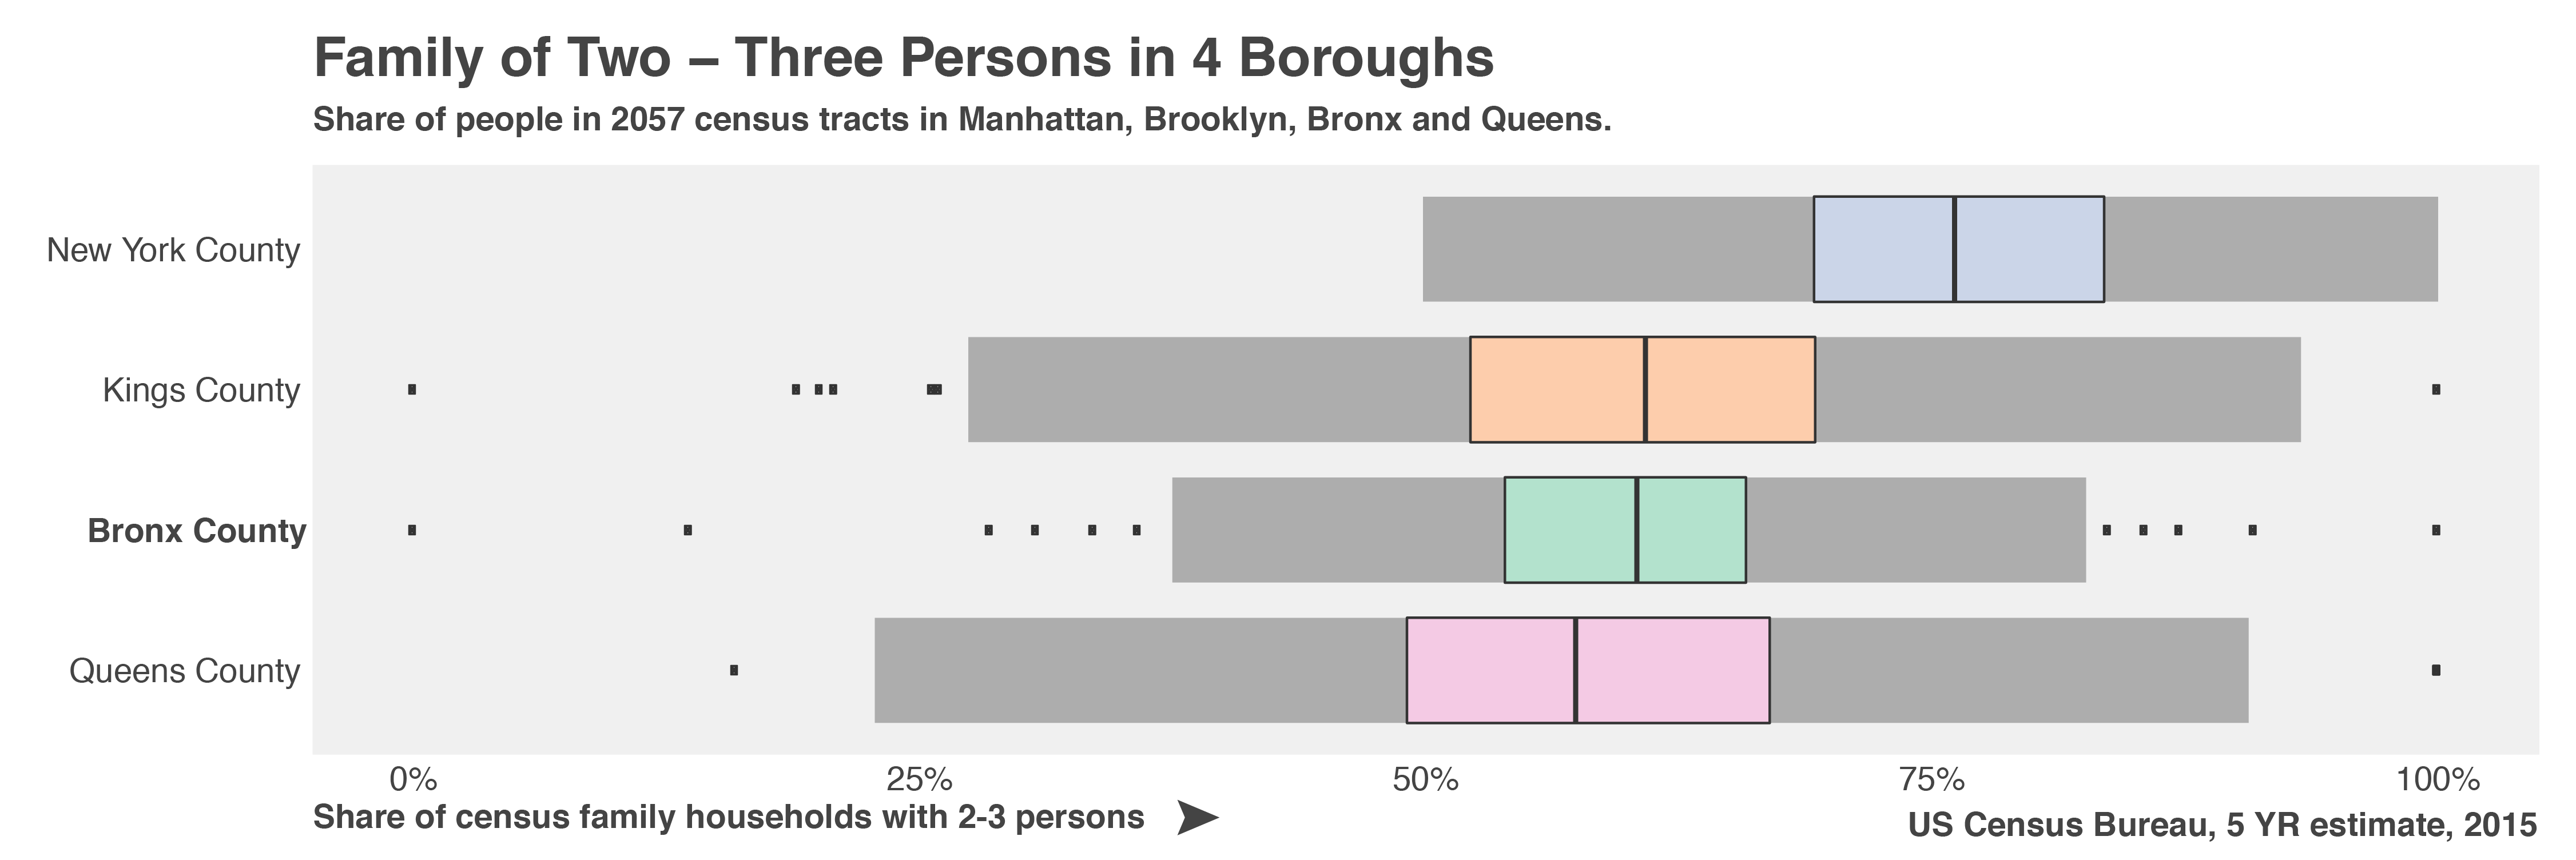 Family of Two – Three Persons in 4 Boroughs
Share of people in 2057 census tracts in Manhattan, Brooklyn, Bronx and Queens.
New York County
Kings County
Bronx County
Queens County
0% 25% 50% 75% 100%
Share of census family households with 2-3 persons
US Census Bureau, 5 YR estimate, 2015